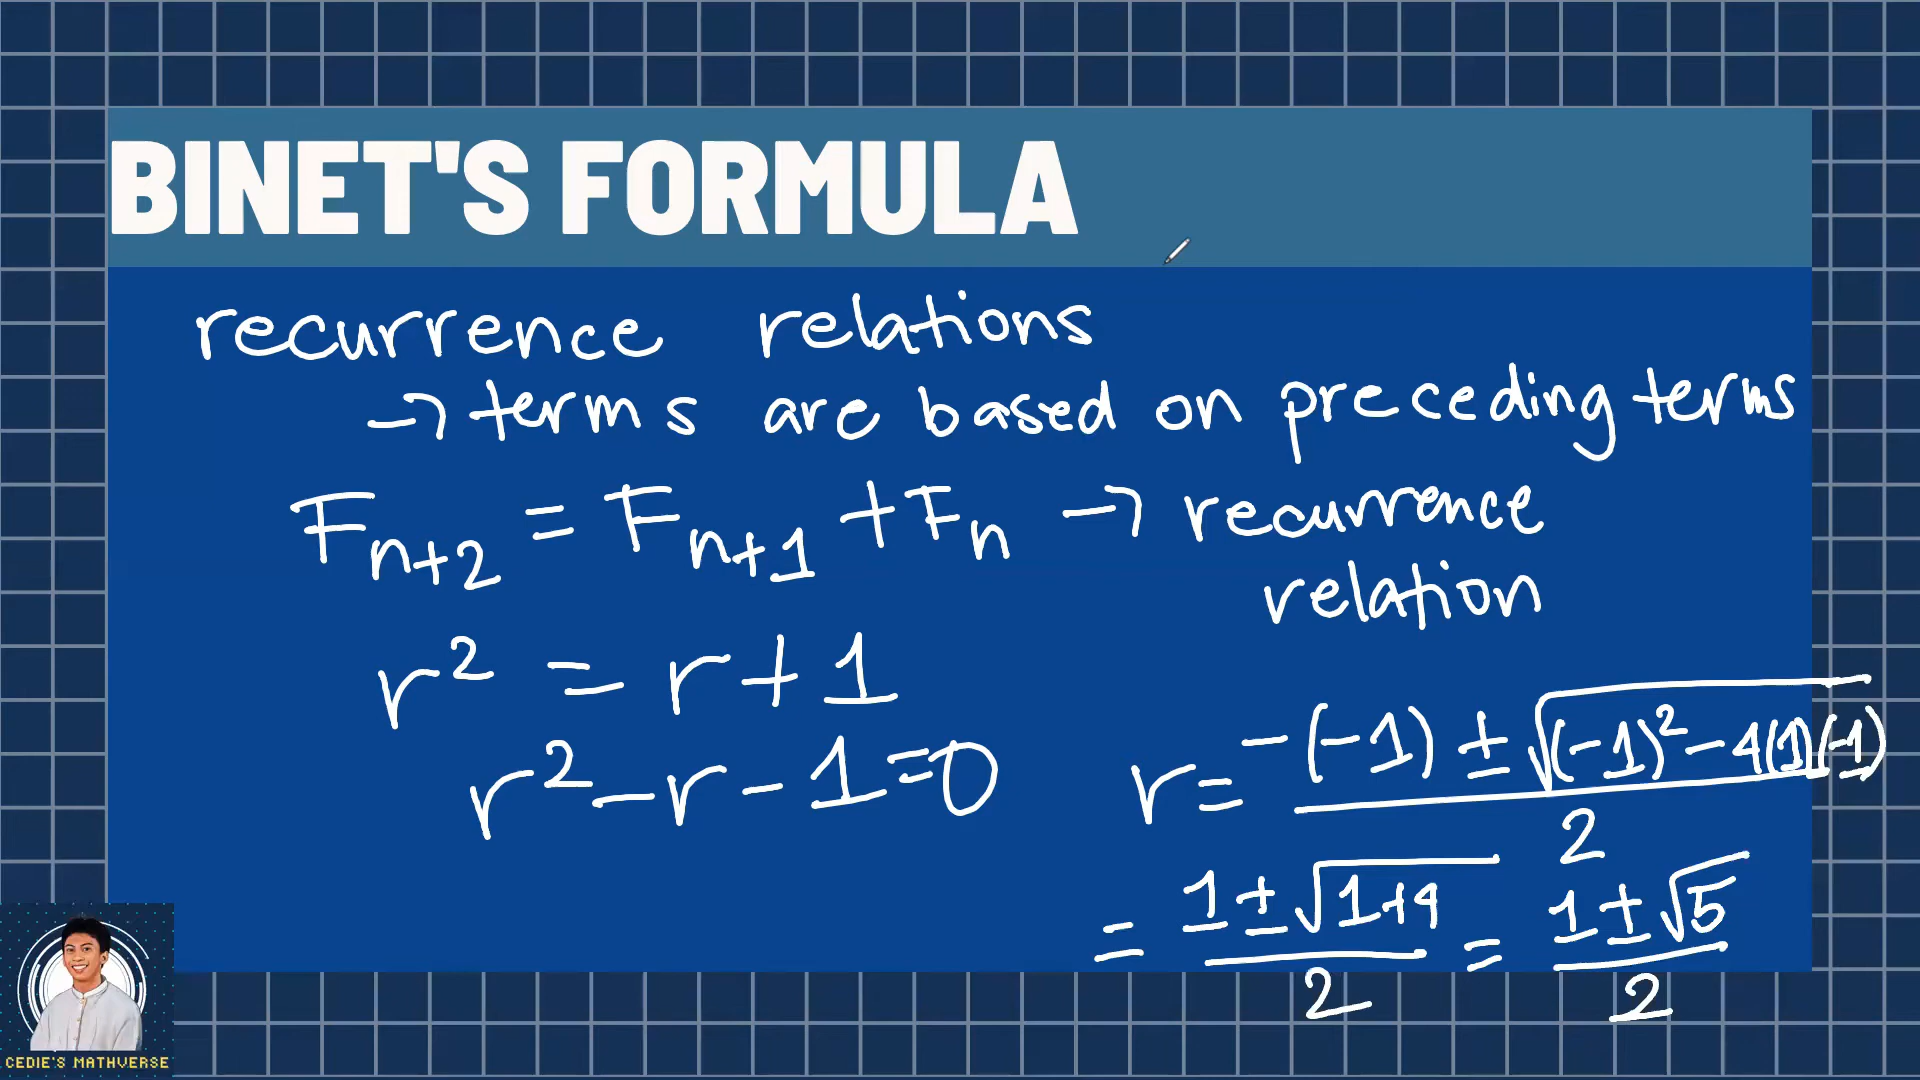 BINET'S FORMULA
recurrence relations
→ terms are based on preceding terms
Fₙ₊₂ = Fₙ₊₁ + Fₙ → recurrence
relation
r² = r + 1
r² - r - 1 = 0
r = (-(-1) ± √((-1)² - 4(1)(-1))) / 2
= (1 ± √(1+4)) / 2 = (1 ± √5) / 2
CEDIE'S MATHVERSE